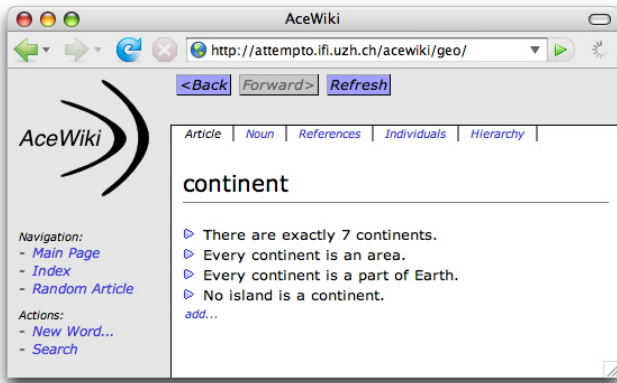 AceWiki
http://attempto.ifi.uzh.ch/acewiki/geo/
<Back Forward> Refresh
AceWiki
Article Noun References Individuals Hierarchy
continent
There are exactly 7 continents.
Every continent is an area.
Every continent is a part of Earth.
No island is a continent.
add...
Navigation:
- Main Page
- Index
- Random Article
Actions:
- New Word...
- Search